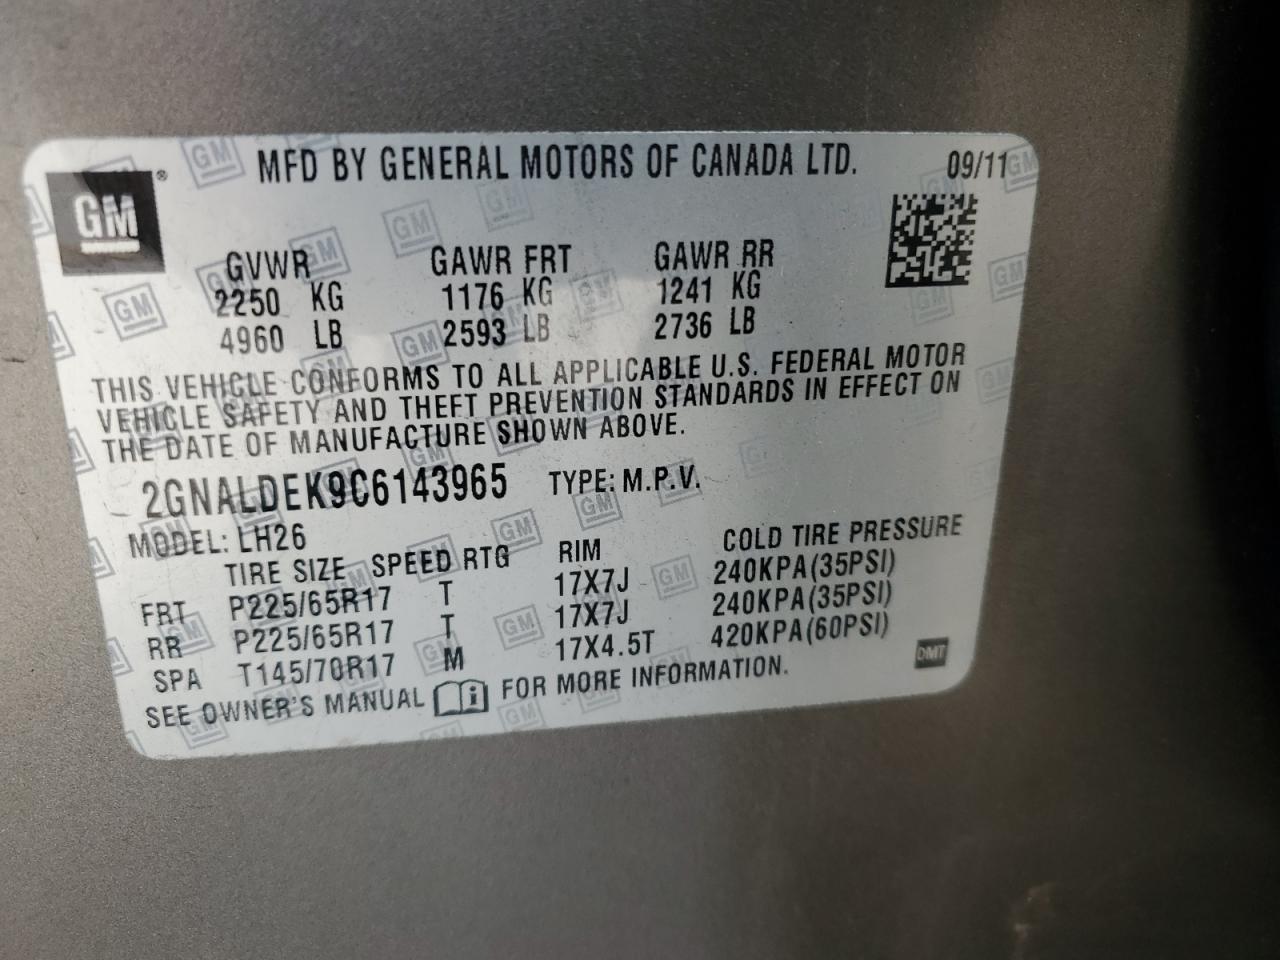 MFD BY GENERAL MOTORS OF CANADA LTD. 09/11
GM ®
GVWR GAWR FRT GAWR RR
2250 KG 1176 KG 1241 KG
4960 LB 2593 LB 2736 LB
THIS VEHICLE CONFORMS TO ALL APPLICABLE U.S. FEDERAL MOTOR
VEHICLE SAFETY AND THEFT PREVENTION STANDARDS IN EFFECT ON
THE DATE OF MANUFACTURE SHOWN ABOVE.
2GNALDEK9C6143965 TYPE: M.P.V.
MODEL: LH26
TIRE SIZE SPEED RTG RIM COLD TIRE PRESSURE
FRT P225/65R17 T 17X7J 240KPA(35PSI)
RR P225/65R17 T 17X7J 240KPA(35PSI)
SPA T145/70R17 M 17X4.5T 420KPA(60PSI)
SEE OWNER'S MANUAL i FOR MORE INFORMATION.
DMT